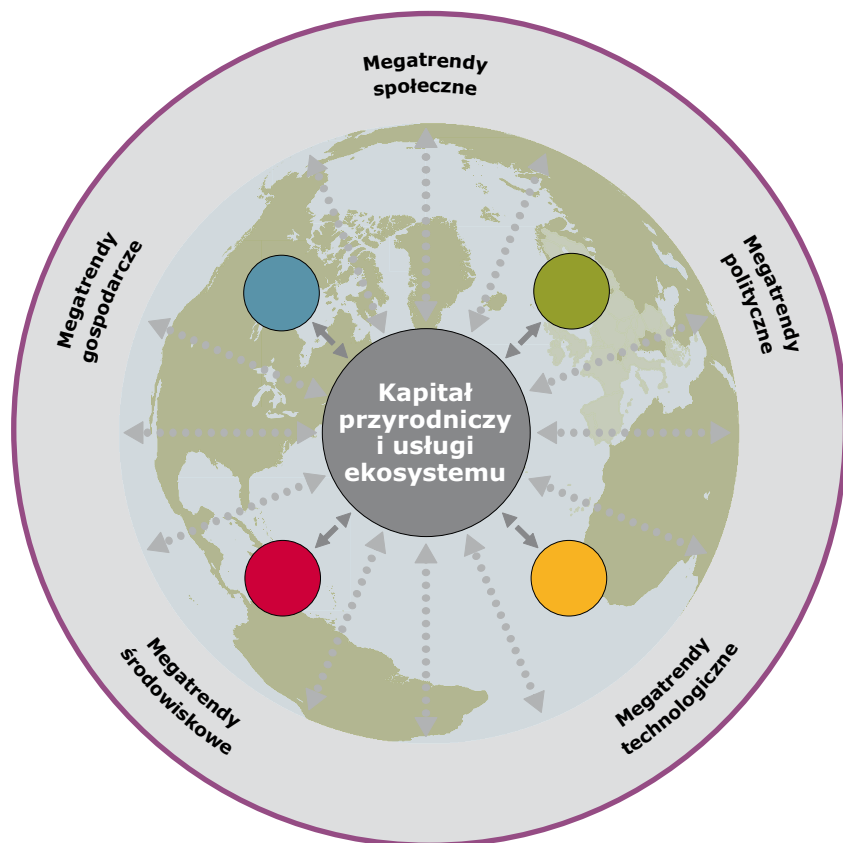 Megatrendy
społeczne
Megatrendy
gospodarcze
Megatrendy
polityczne
Kapitał
przyrodniczy
i usługi
ekosystemu
Megatrendy
środowiskowe
Megatrendy
technologiczne